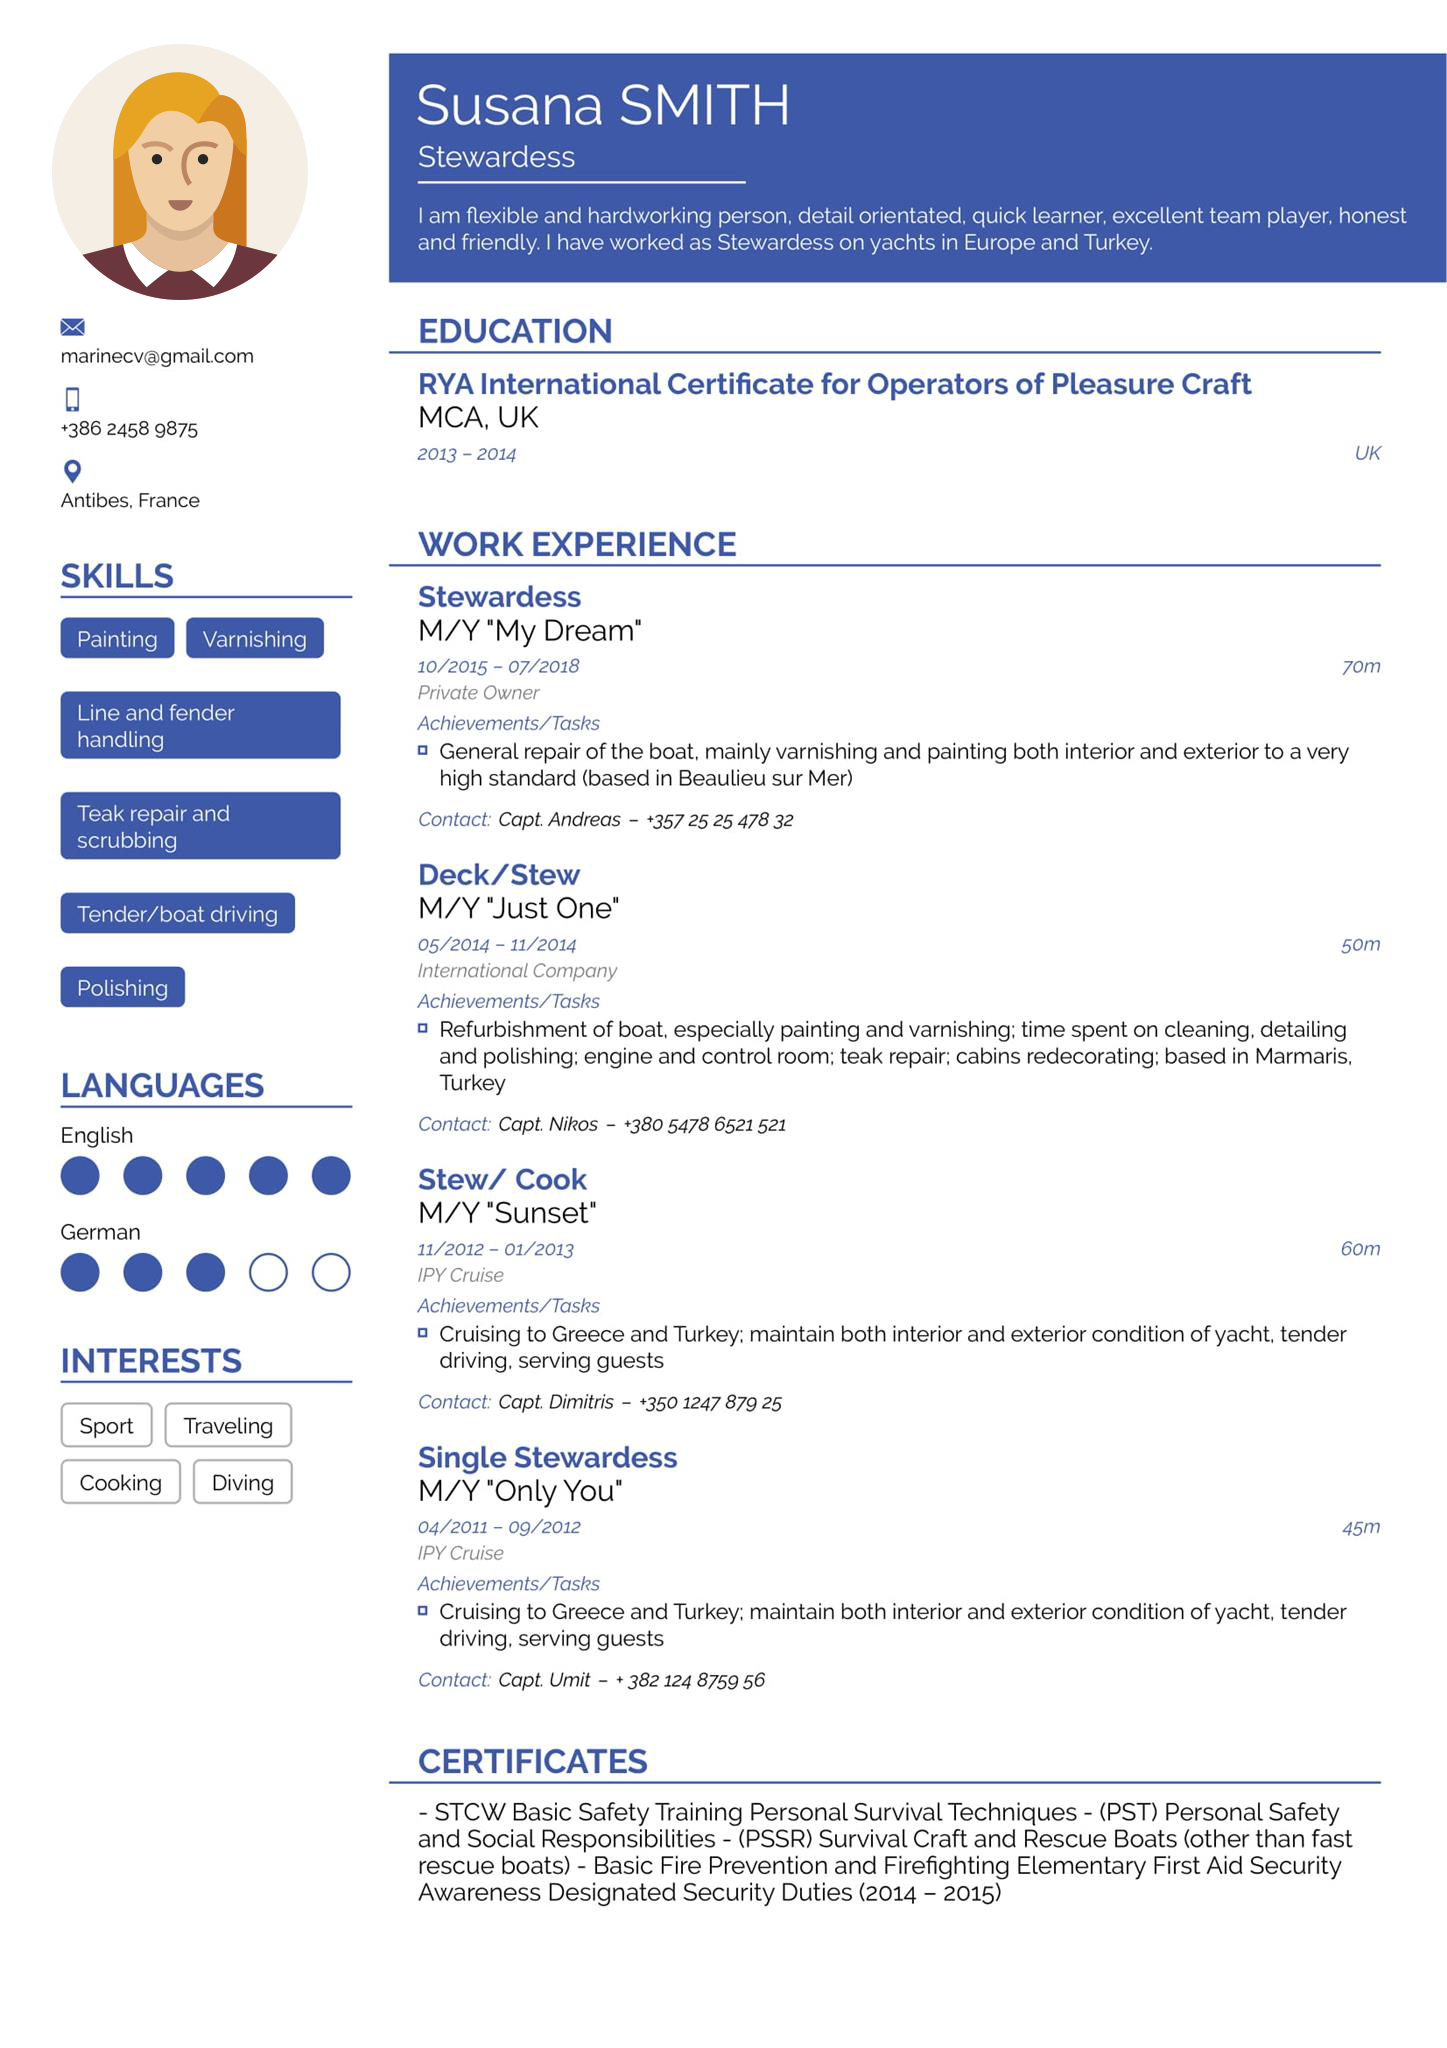 Susana SMITH
Stewardess
I am flexible and hardworking person, detail orientated, quick learner, excellent team player, honest
and friendly. I have worked as Stewardess on yachts in Europe and Turkey.
marinecv@gmail.com
+386 2458 9875
Antibes, France
SKILLS
Painting
Varnishing
Line and fender
handling
Teak repair and
scrubbing
Tender/boat driving
Polishing
LANGUAGES
English
German
INTERESTS
Sport
Traveling
Cooking
Diving
EDUCATION
RYA International Certificate for Operators of Pleasure Craft
MCA, UK
2013 – 2014 UK
WORK EXPERIENCE
Stewardess
M/Y "My Dream"
10/2015 – 07/2018 70m
Private Owner
Achievements/Tasks
General repair of the boat, mainly varnishing and painting both interior and exterior to a very
high standard (based in Beaulieu sur Mer)
Contact: Capt. Andreas – +357 25 25 478 32
Deck/Stew
M/Y "Just One"
05/2014 – 11/2014 50m
International Company
Achievements/Tasks
Refurbishment of boat, especially painting and varnishing; time spent on cleaning, detailing
and polishing; engine and control room; teak repair; cabins redecorating; based in Marmaris,
Turkey
Contact: Capt. Nikos – +380 5478 6521 521
Stew/ Cook
M/Y "Sunset"
11/2012 – 01/2013 60m
IPY Cruise
Achievements/Tasks
Cruising to Greece and Turkey; maintain both interior and exterior condition of yacht, tender
driving, serving guests
Contact: Capt. Dimitris – +350 1247 879 25
Single Stewardess
M/Y "Only You"
04/2011 – 09/2012 45m
IPY Cruise
Achievements/Tasks
Cruising to Greece and Turkey; maintain both interior and exterior condition of yacht, tender
driving, serving guests
Contact: Capt. Umit – + 382 124 8759 56
CERTIFICATES
- STCW Basic Safety Training Personal Survival Techniques - (PST) Personal Safety
and Social Responsibilities - (PSSR) Survival Craft and Rescue Boats (other than fast
rescue boats) - Basic Fire Prevention and Firefighting Elementary First Aid Security
Awareness Designated Security Duties (2014 – 2015)